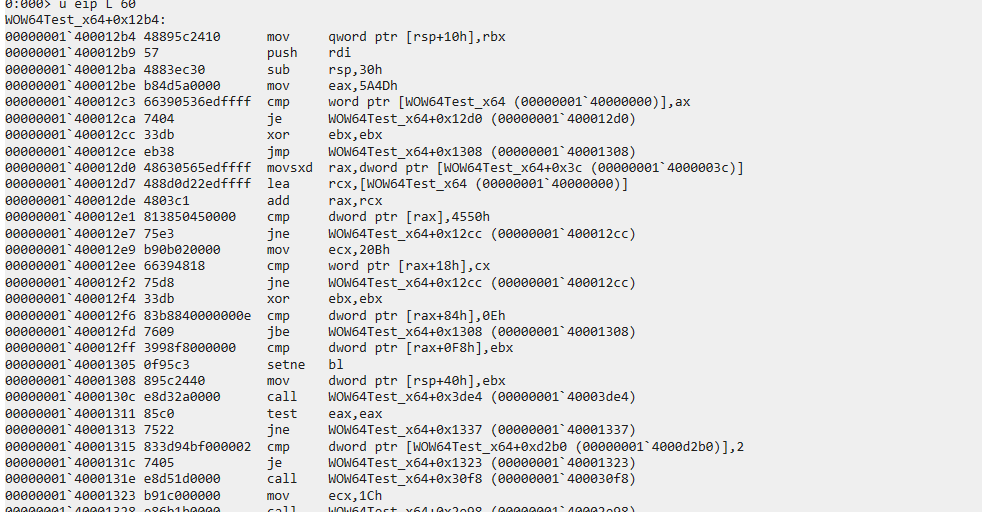 0:000> u eip L 60
WOW64Test_x64+0x12b4:
00000001`400012b4 48895c2410      mov     qword ptr [rsp+10h],rbx
00000001`400012b9 57              push    rdi
00000001`400012ba 4883ec30        sub     rsp,30h
00000001`400012be b84d5a0000      mov     eax,5A4Dh
00000001`400012c3 66390536edffff  cmp     word ptr [WOW64Test_x64 (00000001`40000000)],ax
00000001`400012ca 7404            je      WOW64Test_x64+0x12d0 (00000001`400012d0)
00000001`400012cc 33db            xor     ebx,ebx
00000001`400012ce eb38            jmp     WOW64Test_x64+0x1308 (00000001`40001308)
00000001`400012d0 48630565edffff  movsxd  rax,dword ptr [WOW64Test_x64+0x3c (00000001`4000003c)]
00000001`400012d7 488d0d22edffff  lea     rcx,[WOW64Test_x64 (00000001`40000000)]
00000001`400012de 4803c1          add     rax,rcx
00000001`400012e1 813850450000    cmp     dword ptr [rax],4550h
00000001`400012e7 75e3            jne     WOW64Test_x64+0x12cc (00000001`400012cc)
00000001`400012e9 b90b020000      mov     ecx,20Bh
00000001`400012ee 66394818        cmp     word ptr [rax+18h],cx
00000001`400012f2 75d8            jne     WOW64Test_x64+0x12cc (00000001`400012cc)
00000001`400012f4 33db            xor     ebx,ebx
00000001`400012f6 83b8840000000e  cmp     dword ptr [rax+84h],0Eh
00000001`400012fd 7609            jbe     WOW64Test_x64+0x1308 (00000001`40001308)
00000001`400012ff 3998f8000000    cmp     dword ptr [rax+0F8h],ebx
00000001`40001305 0f95c3          setne   bl
00000001`40001308 895c2440        mov     dword ptr [rsp+40h],ebx
00000001`4000130c e8d32a0000      call    WOW64Test_x64+0x3de4 (00000001`40003de4)
00000001`40001311 85c0            test    eax,eax
00000001`40001313 7522            jne     WOW64Test_x64+0x1337 (00000001`40001337)
00000001`40001315 833d94bf000002  cmp     dword ptr [WOW64Test_x64+0xd2b0 (00000001`4000d2b0)],2
00000001`4000131c 7405            je      WOW64Test_x64+0x1323 (00000001`40001323)
00000001`4000131e e8d51d0000      call    WOW64Test_x64+0x30f8 (00000001`400030f8)
00000001`40001323 b91c000000      mov     ecx,1Ch
00000001`40001328 e86b1b0000      call    WOW64Test_x64+0x2e98 (00000001`40002e98)